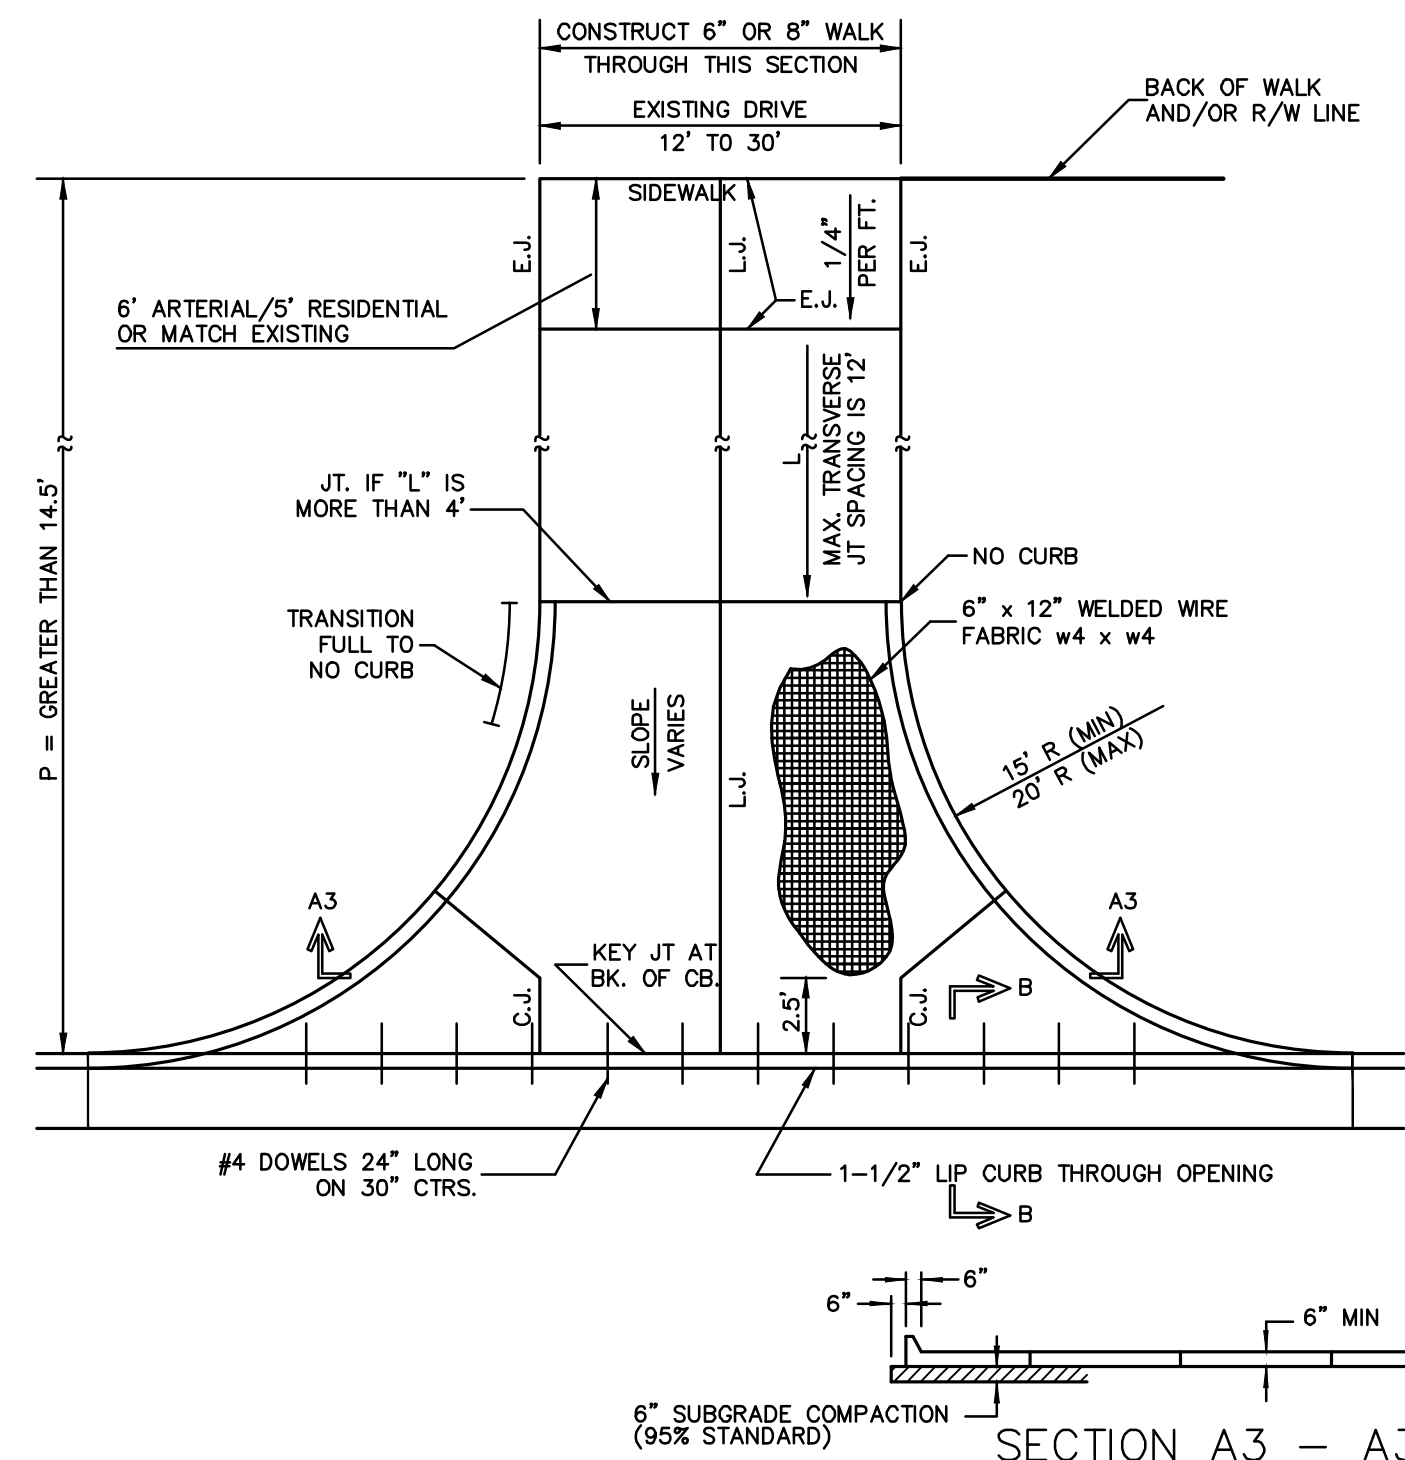 CONSTRUCT 6" OR 8" WALK
THROUGH THIS SECTION
EXISTING DRIVE
12' TO 30'
BACK OF WALK
AND/OR R/W LINE
SIDEWALK
E.J.
L.J.
1/4"
PER FT.
E.J.
E.J.
6' ARTERIAL/5' RESIDENTIAL
OR MATCH EXISTING
L
MAX. TRANSVERSE
JT SPACING IS 12'
JT. IF "L" IS
MORE THAN 4'
P = GREATER THAN 14.5'
NO CURB
6" x 12" WELDED WIRE
FABRIC w4 x w4
TRANSITION
FULL TO
NO CURB
SLOPE
VARIES
L.J.
15' R (MIN)
20' R (MAX)
A3
A3
KEY JT AT
BK. OF CB.
C.J.
2.5'
C.J.
B
#4 DOWELS 24" LONG
ON 30" CTRS.
1-1/2" LIP CURB THROUGH OPENING
B
6"
6"
6" MIN
6" SUBGRADE COMPACTION
(95% STANDARD)
SECTION A3 - A3